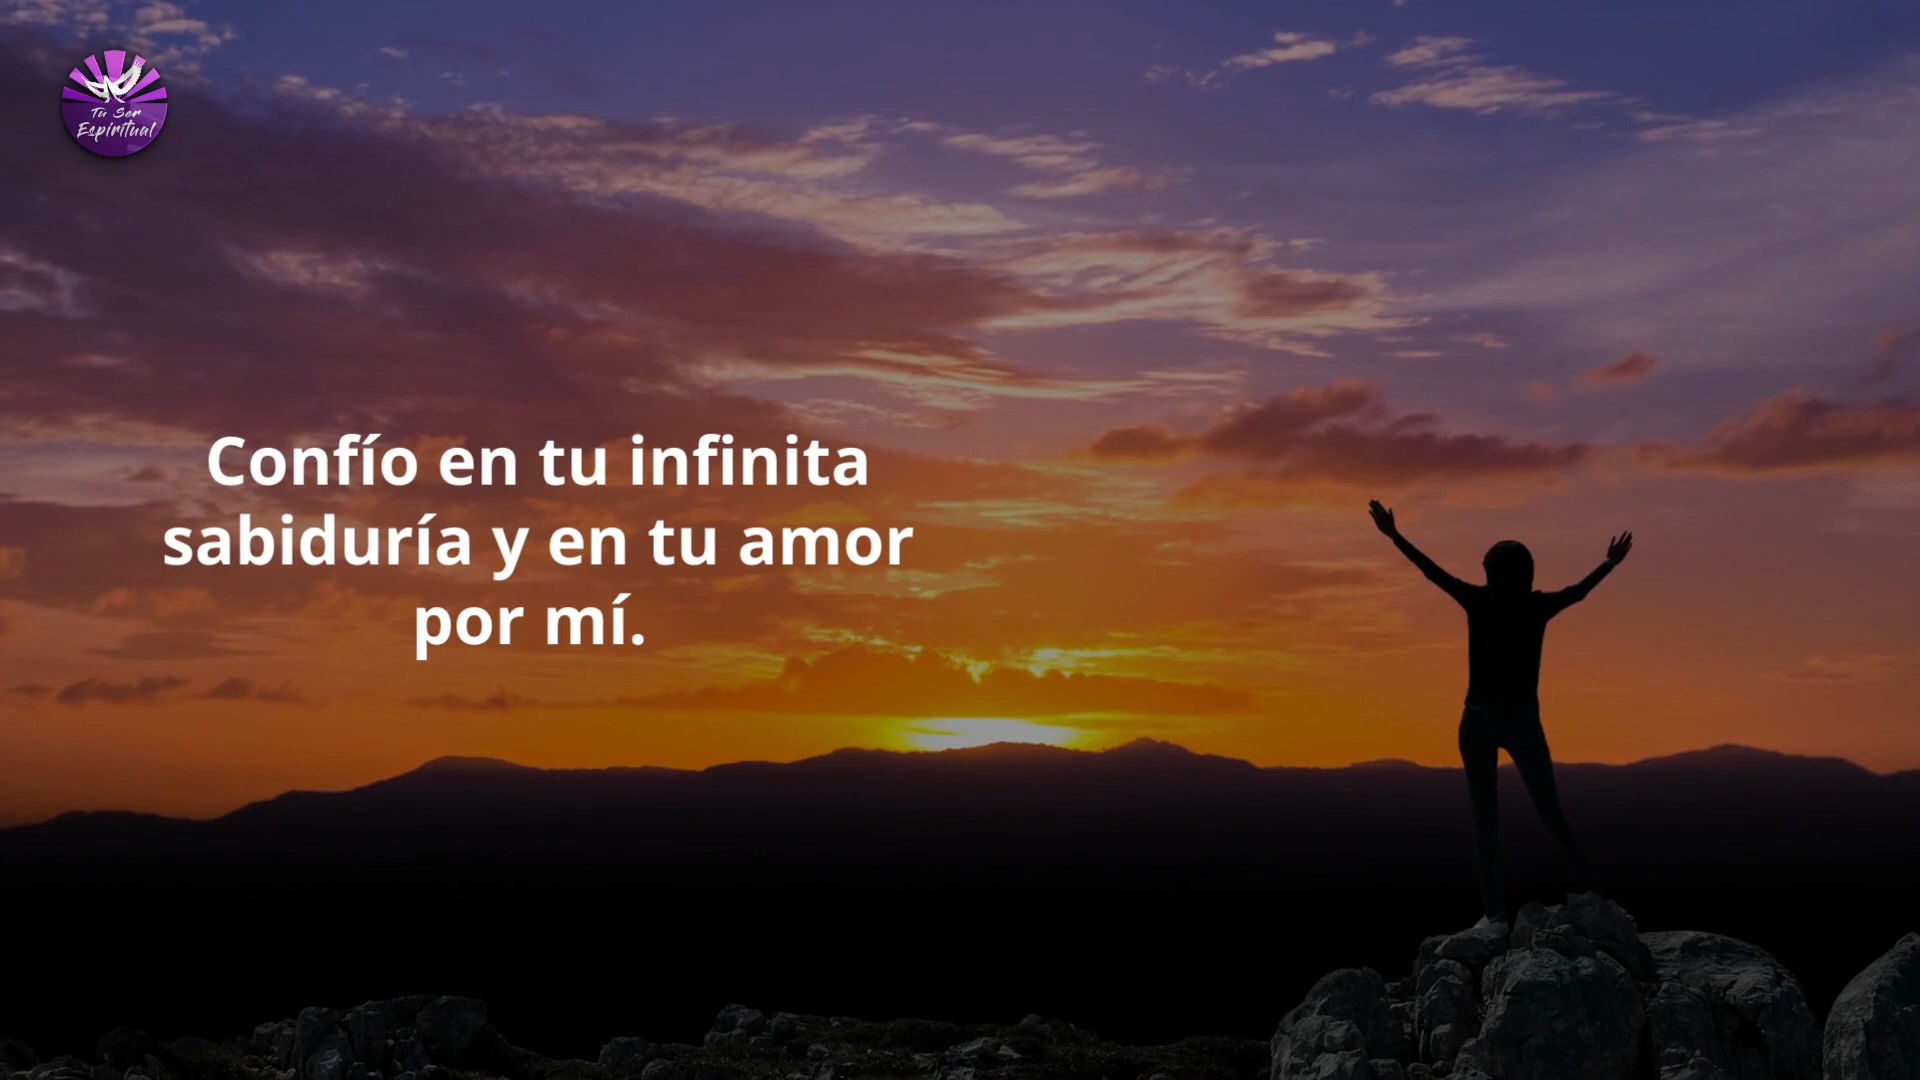 Tu Ser
Espiritual
Confío en tu infinita
sabiduría y en tu amor
por mí.